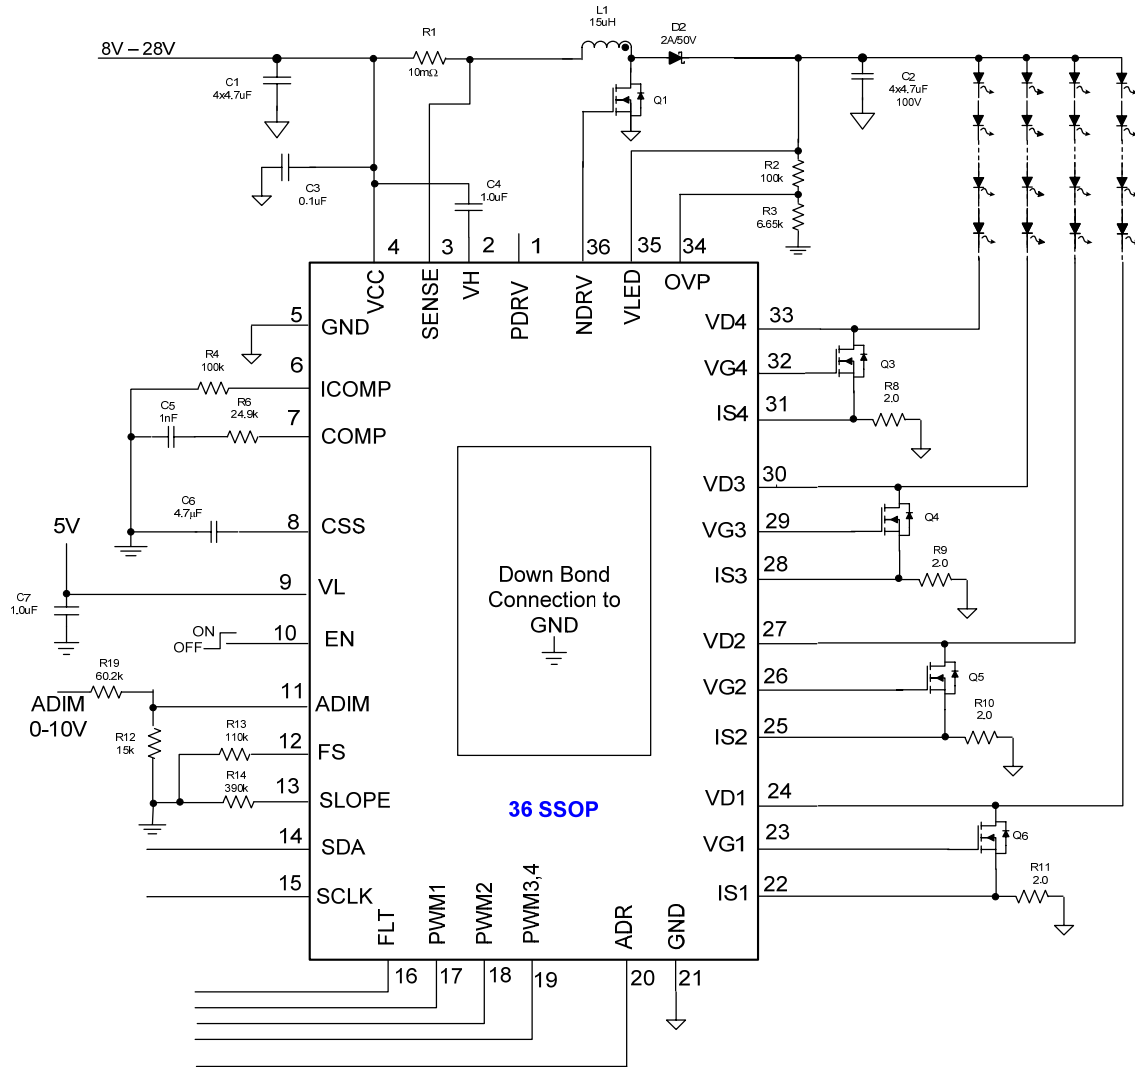 L1
15uH
D2
2A/50V
R1
10mΩ
8V – 28V
C1
4x4.7uF
Q1
C2
4x4.7uF
100V
C3
0.1uF
C4
1.0uF
R2
100k
R3
6.65k
4
3
2
1
36
35
34
VCC
SENSE
VH
PDRV
NDRV
VLED
OVP
5
GND
R4
100k
6
ICOMP
C5
1nF
R6
24.9k
7
COMP
C6
4.7µF
8
CSS
5V
9
VL
C7
1.0uF
ON
OFF
10
EN
R19
60.2k
ADIM
0-10V
11
ADIM
R12
15k
R13
110k
12
FS
R14
390k
13
SLOPE
14
SDA
15
SCLK
VD4
33
VG4
32
Q3
IS4
31
R8
2.0
VD3
30
VG3
29
Q4
IS3
28
R9
2.0
VD2
27
VG2
26
Q5
IS2
25
R10
2.0
VD1
24
VG1
23
Q6
IS1
22
R11
2.0
Down Bond
Connection to
GND
36 SSOP
FLT
PWM1
PWM2
PWM3,4
ADR
GND
16
17
18
19
20
21